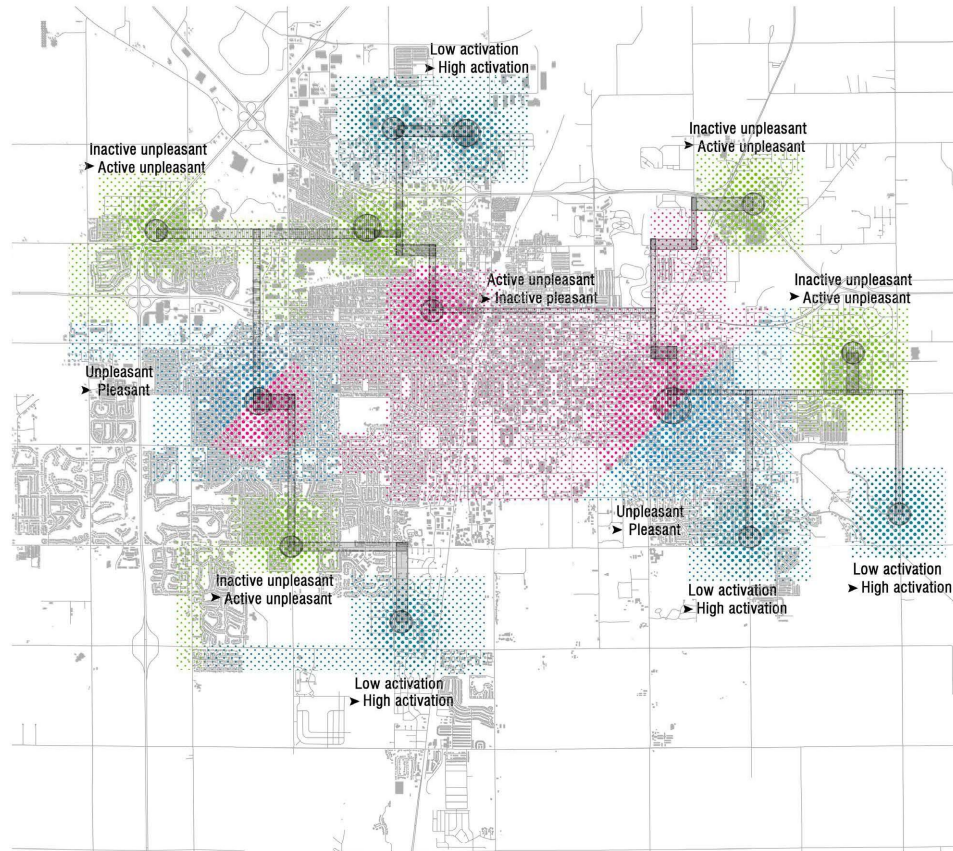 Low activation
➤ High activation
Inactive unpleasant
➤ Active unpleasant
Inactive unpleasant
➤ Active unpleasant
Active unpleasant
➤ Inactive pleasant
Inactive unpleasant
➤ Active unpleasant
Unpleasant
➤ Pleasant
Unpleasant
➤ Pleasant
Inactive unpleasant
➤ Active unpleasant
Low activation
➤ High activation
Low activation
➤ High activation
Low activation
➤ High activation